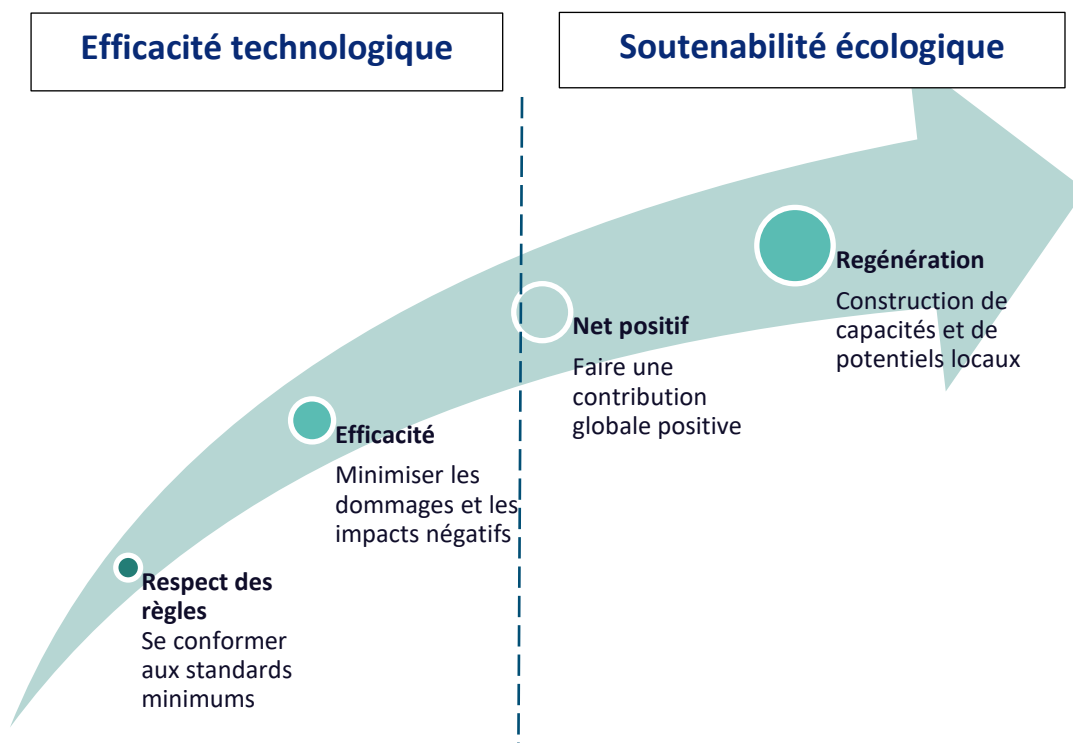 Efficacité technologique
Soutenabilité écologique
Respect des
règles
Se conformer
aux standards
minimums
Efficacité
Minimiser les
dommages et les
impacts négatifs
Net positif
Faire une
contribution
globale positive
Regénération
Construction de
capacités et de
potentiels locaux